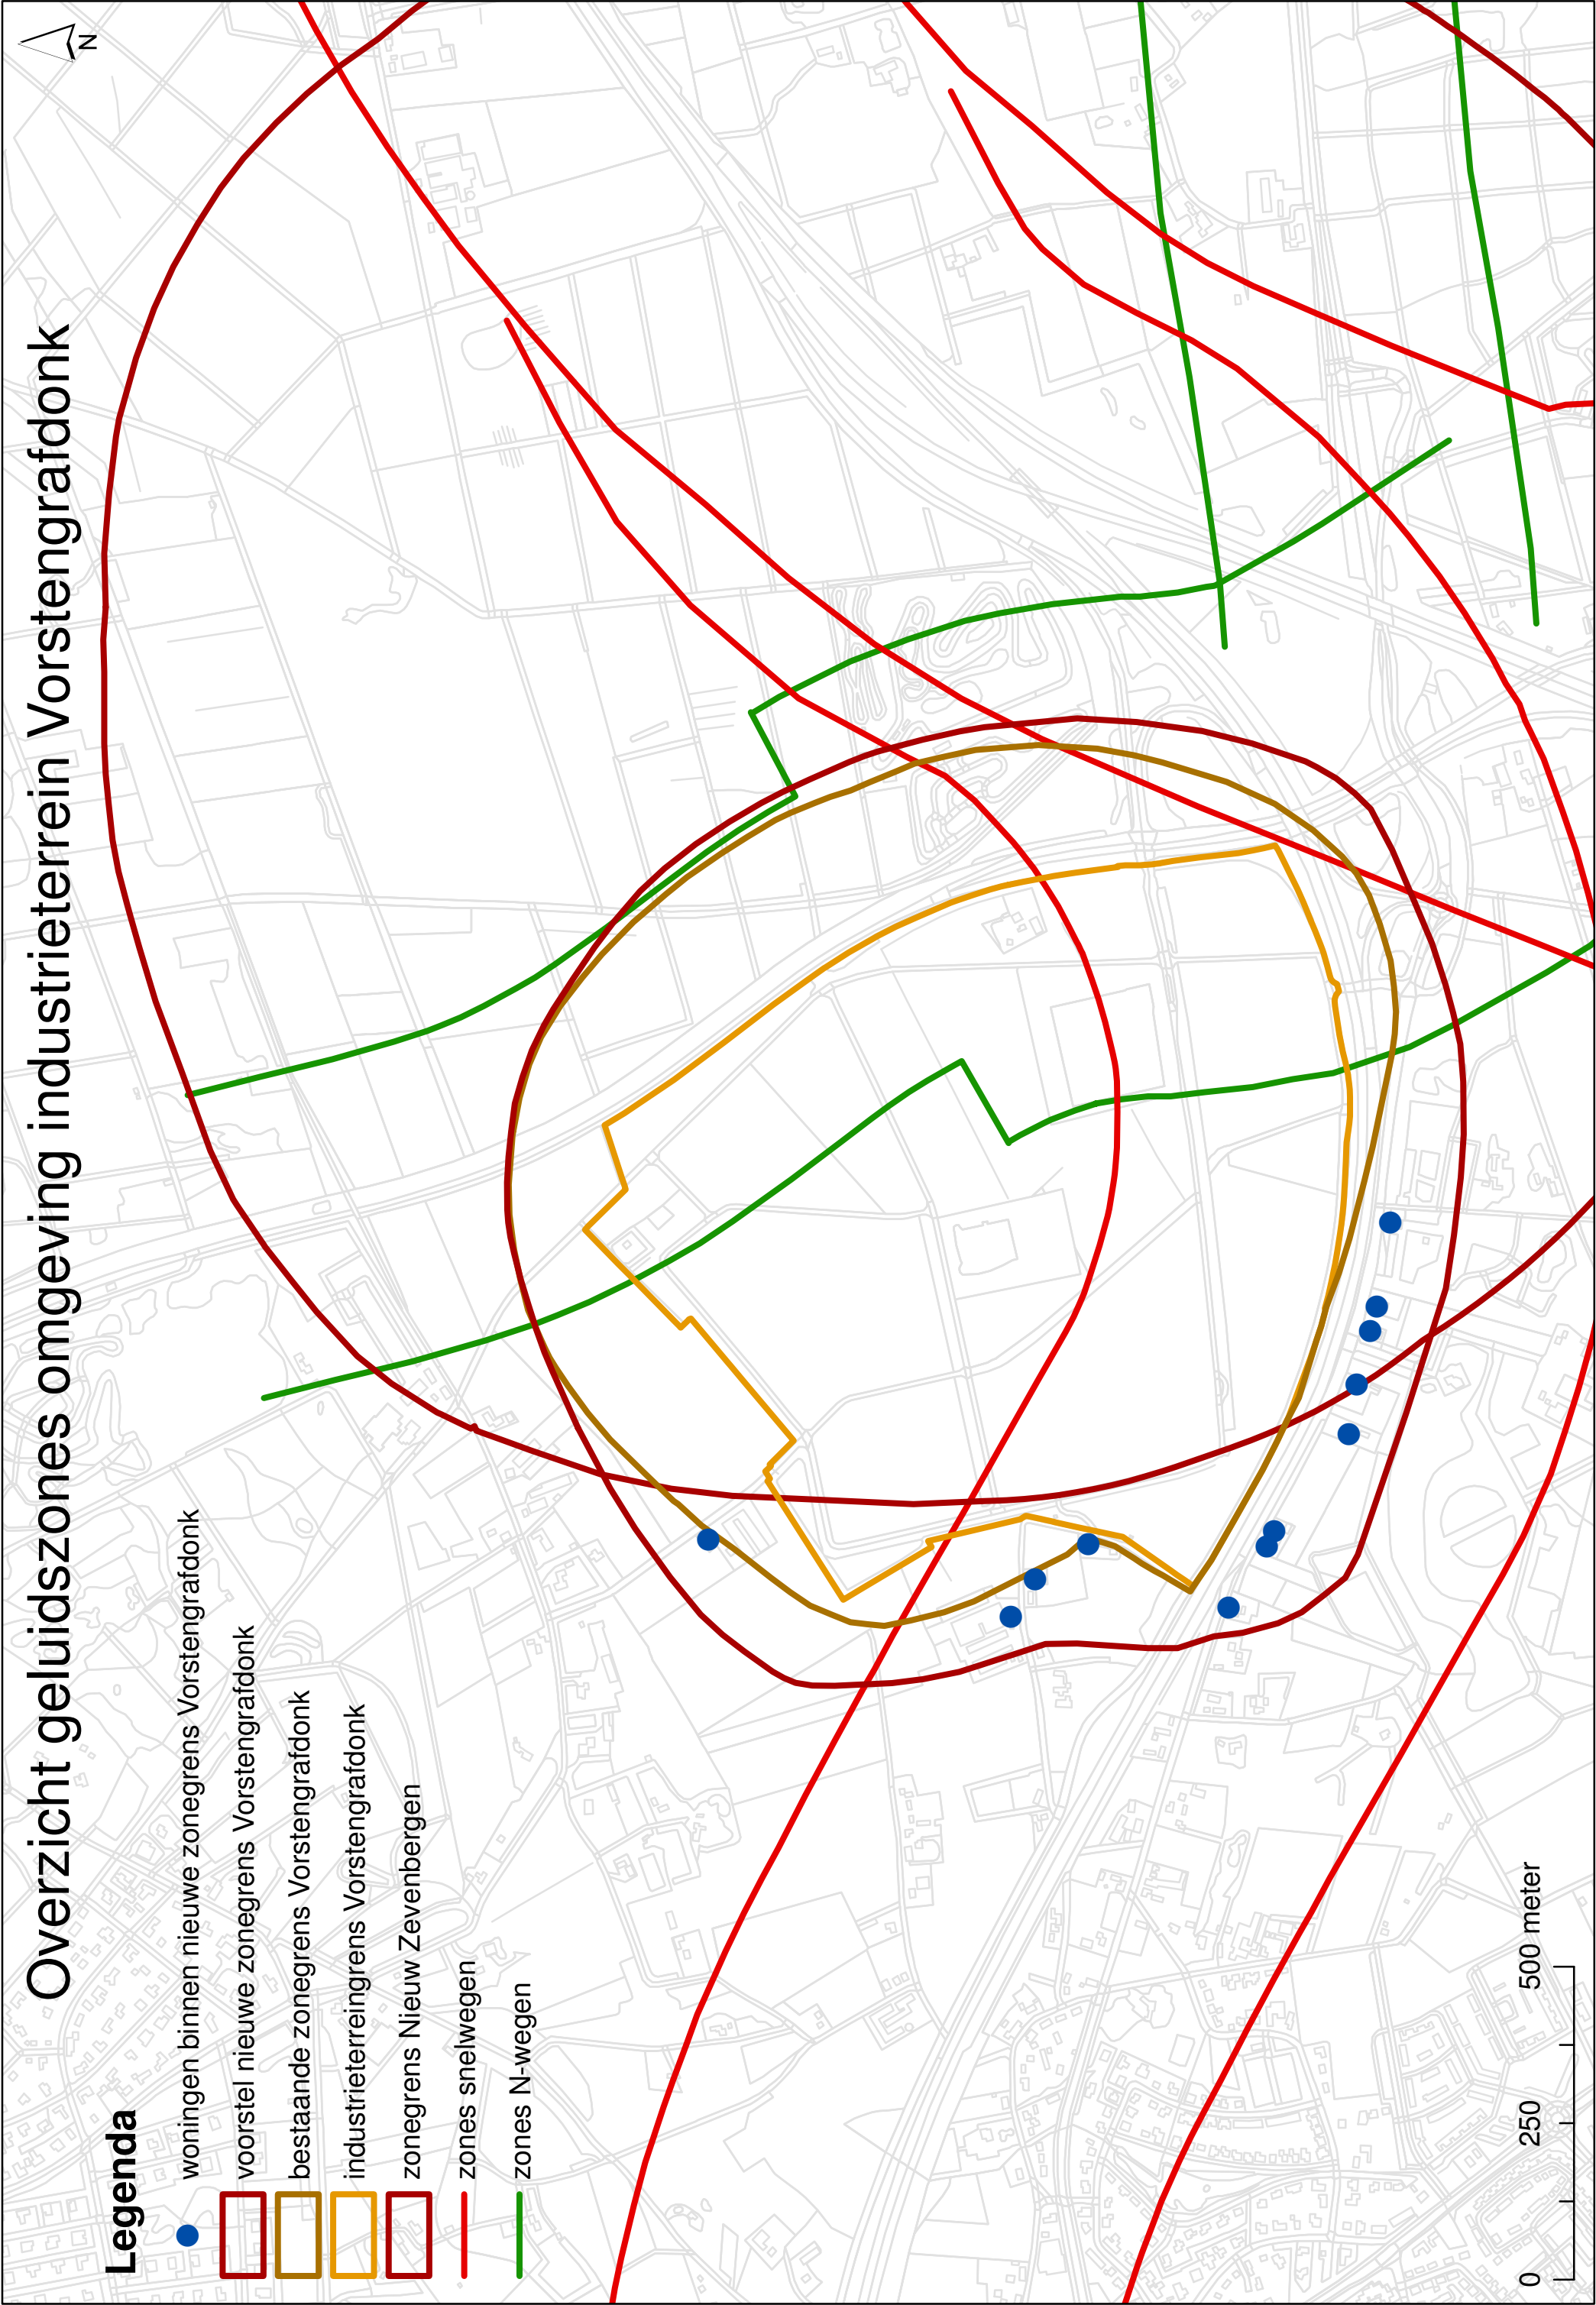 Overzicht geluidszones omgeving industrieterrein Vorstengrafdonk
N
Legenda
woningen binnen nieuwe zonegrens Vorstengrafdonk
voorstel nieuwe zonegrens Vorstengrafdonk
bestaande zonegrens Vorstengrafdonk
industrieterreingrens Vorstengrafdonk
zonegrens Nieuw Zevenbergen
zones snelwegen
zones N-wegen
0 250 500 meter